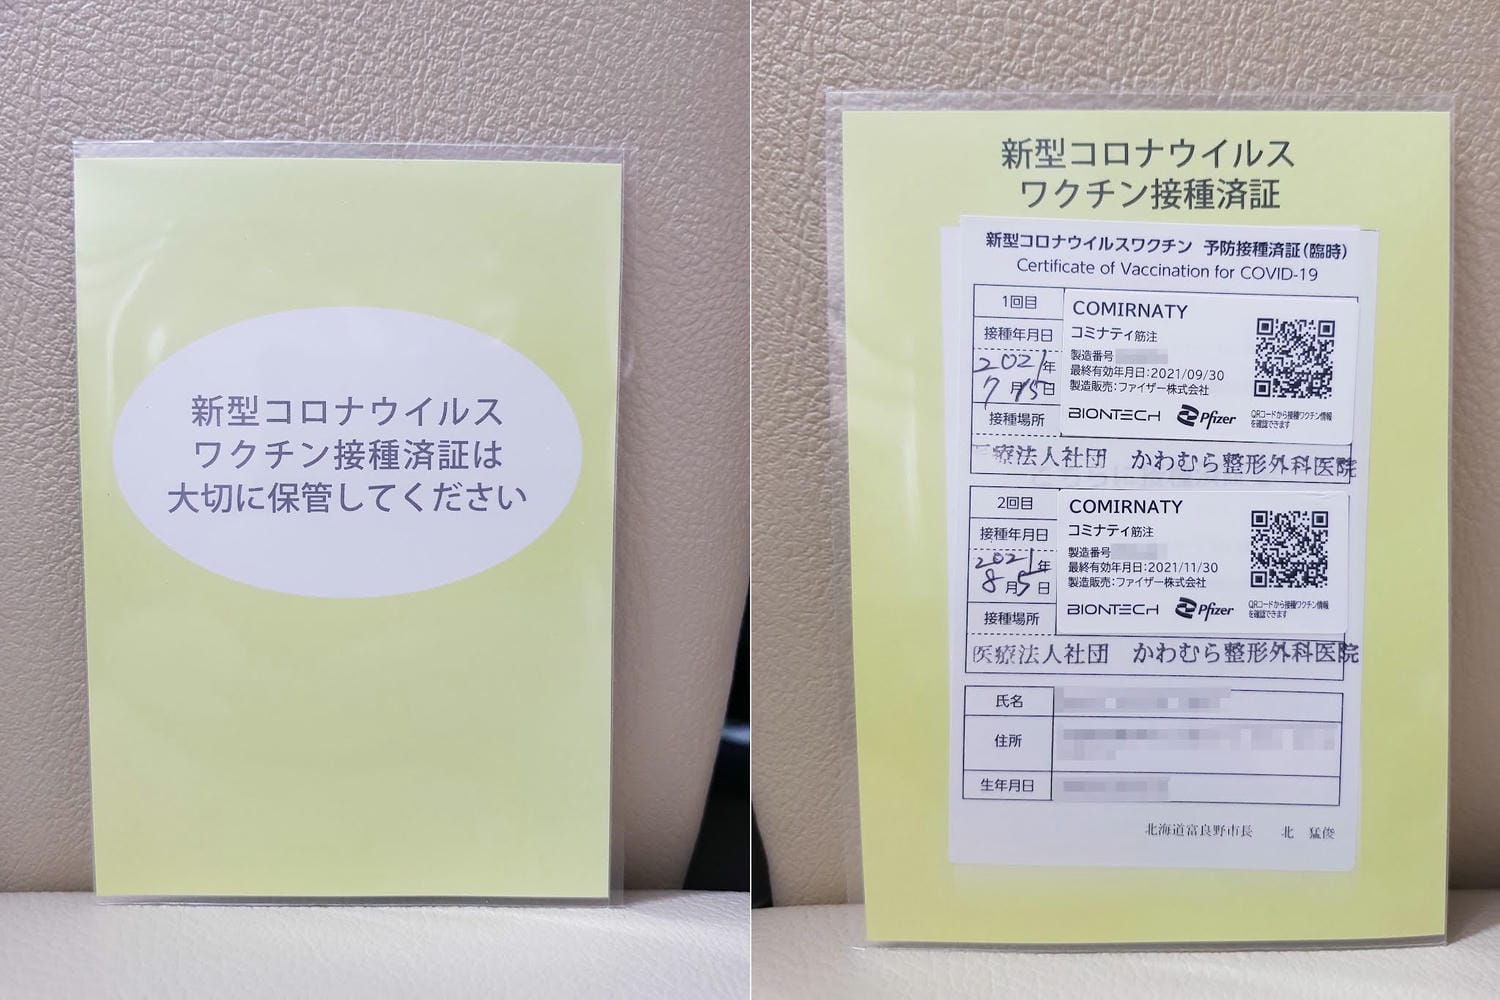 新型コロナウイルス
ワクチン接種済証は
大切に保管してください
新型コロナウイルス
ワクチン接種済証
新型コロナウイルスワクチン 予防接種済証(臨時)
Certificate of Vaccination for COVID-19
1回目
接種年月日
2021年
7月15日
接種場所
COMIRNATY
コミナティ筋注
製造番号
最終有効年月日:2021/09/30
製造販売:ファイザー株式会社
BIONTECH Pfizer
QRコードから接種ワクチン情報
を確認できます
医療法人社団 かわむら整形外科医院
2回目
接種年月日
2021年
8月5日
接種場所
COMIRNATY
コミナティ筋注
製造番号
最終有効年月日:2021/11/30
製造販売:ファイザー株式会社
BIONTECH Pfizer
QRコードから接種ワクチン情報
を確認できます
医療法人社団 かわむら整形外科医院
氏名
住所
生年月日
北海道富良野市長 北 猛俊